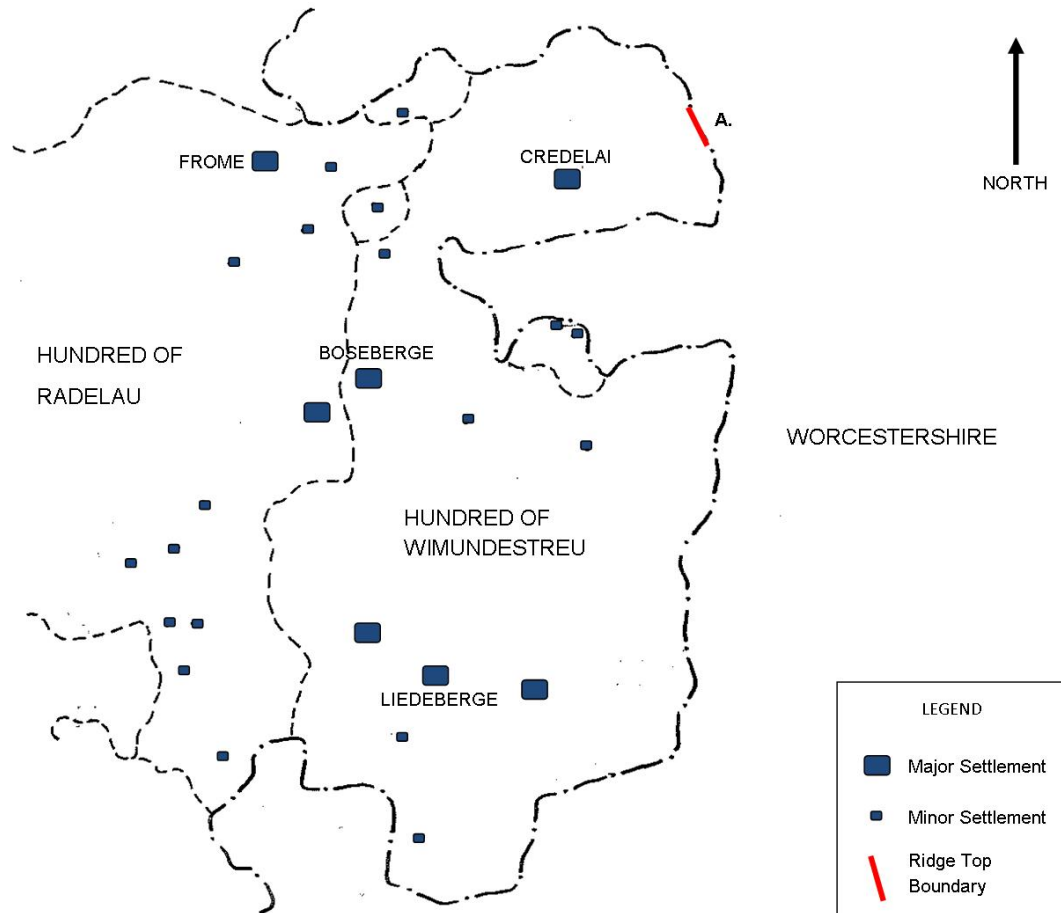 A.
FROME
CREDELAI
NORTH
HUNDRED OF
RADELAU
BOSEBERGE
WORCESTERSHIRE
HUNDRED OF
WIMUNDESTREU
LIEDEBERGE
LEGEND
Major Settlement
Minor Settlement
Ridge Top
Boundary